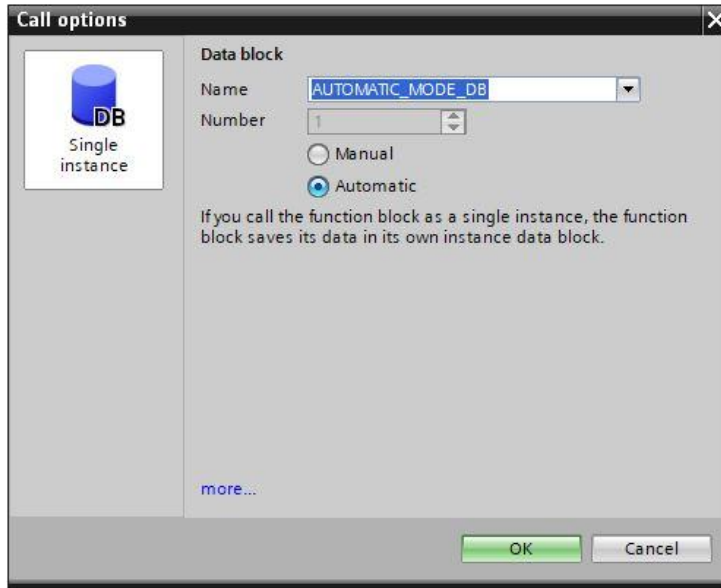 Call options
DB
Single
instance
Data block
Name AUTOMATIC_MODE_DB
Number 1
Manual
Automatic
If you call the function block as a single instance, the function
block saves its data in its own instance data block.
more...
OK Cancel